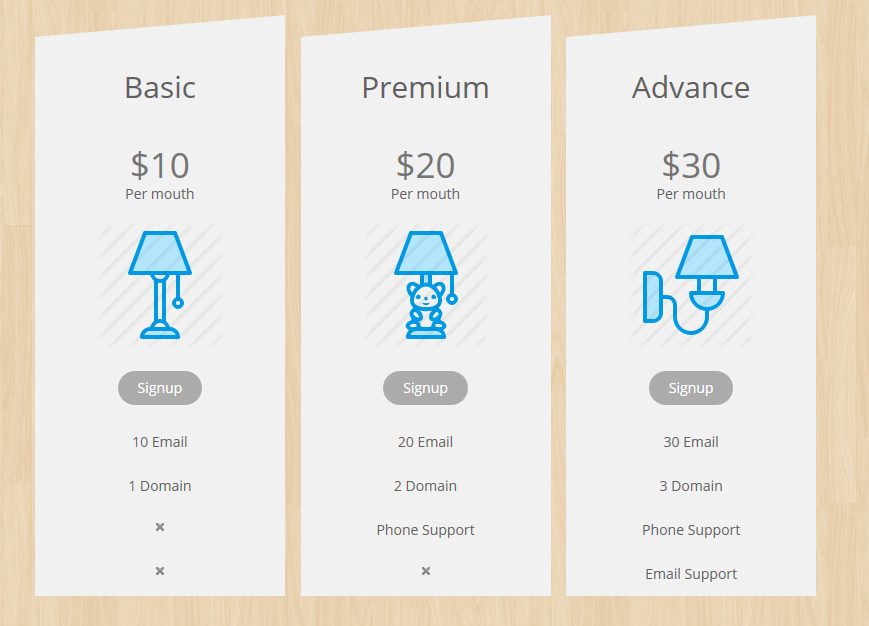 Basic
$10
Per mouth
Signup
10 Email
1 Domain
Premium
$20
Per mouth
Signup
20 Email
2 Domain
Phone Support
Advance
$30
Per mouth
Signup
30 Email
3 Domain
Phone Support
Email Support